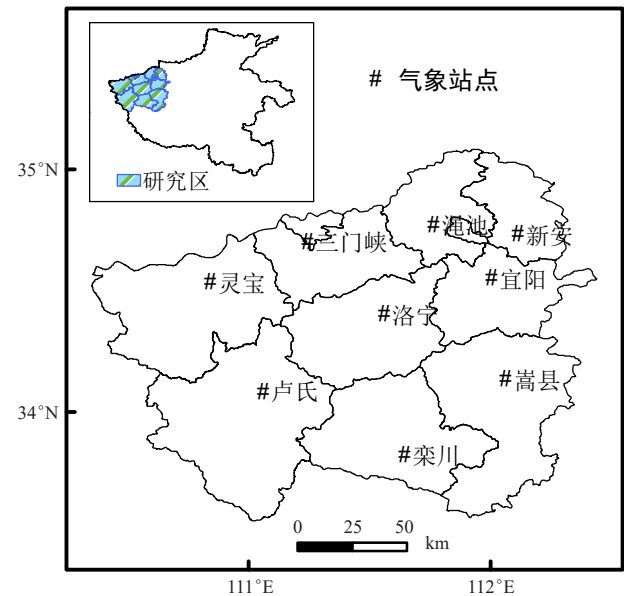 # 气象站点
研究区
35°N
#渑池
#新安
#三门峡
#灵宝
#宜阳
#洛宁
#卢氏
#嵩县
34°N
#栾川
0 25 50
km
111°E 112°E